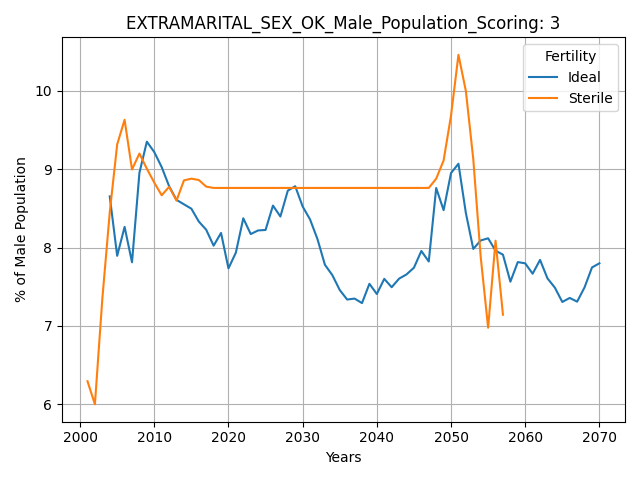 EXTRAMARITAL_SEX_OK_Male_Population_Scoring: 3
Fertility
Ideal
Sterile
% of Male Population
10
9
8
7
6
2000 2010 2020 2030 2040 2050 2060 2070
Years